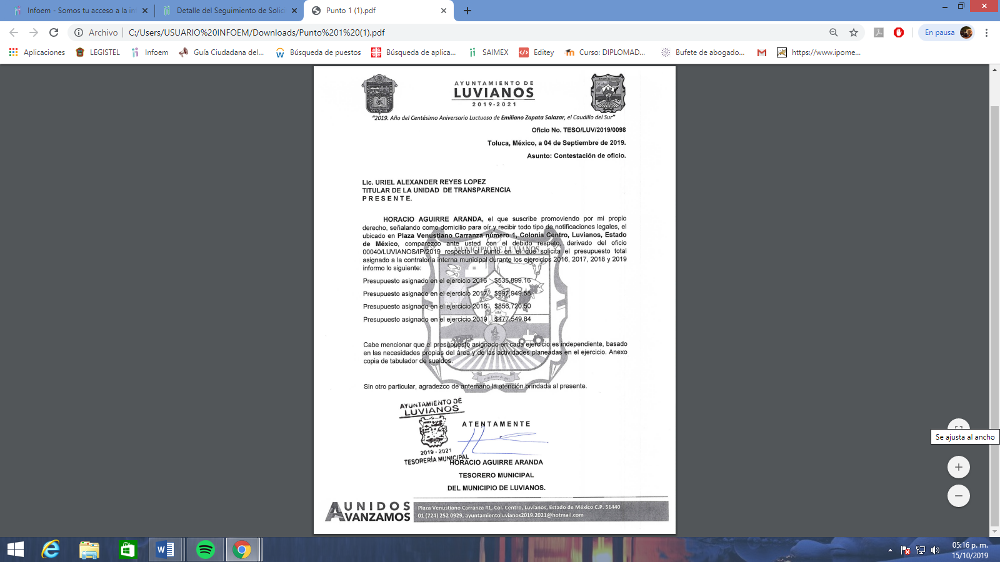 Infoem - Somos tu acceso a la in
Detalle del Seguimiento de Solici
Punto 1 (1).pdf
Archivo
C:/Users/USUARIO%20INFOEM/Downloads/Punto%201%20(1).pdf
En pausa
Aplicaciones
LEGISTEL
Infoem
Guía Ciudadana del...
Búsqueda de puestos
Búsqueda de aplica...
SAIMEX
Editey
Curso: DIPLOMAD...
Bufete de abogado...
https://www.ipome...
AYUNTAMIENTO DE
LUVIANOS
2019-2021
"2019. Año del Centésimo Aniversario Luctuoso de Emiliano Zapata Salazar, el Caudillo del Sur"
Oficio No. TESO/LUV/2019/0098
Toluca, México, a 04 de Septiembre de 2019.
Asunto: Contestación de oficio.
Lic. URIEL ALEXANDER REYES LOPEZ
TITULAR DE LA UNIDAD DE TRANSPARENCIA
P R E S E N T E.
HORACIO AGUIRRE ARANDA, el que suscribe promoviendo por mi propio
derecho, señalando como domicilio para oír y recibir todo tipo de notificaciones legales, el
ubicado en Plaza Venustiano Carranza número 1, Colonia Centro, Luvianos, Estado
de México, comparezco ante usted con el debido respeto, derivado del oficio
00040/LUVIANOS/IP/2019 respecto al punto en el que solicita el presupuesto total
asignado a la contraloría interna municipal durante los ejercicios 2016, 2017, 2018 y 2019
informo lo siguiente:
MUNICIPIO DE LUVIANOS
Presupuesto asignado en el ejercicio 2016 $535,899.16
Presupuesto asignado en el ejercicio 2017 $997,949.58
Presupuesto asignado en el ejercicio 2018 $856,720.50
Presupuesto asignado en el ejercicio 2019 $477,549.84
Cabe mencionar que el presupuesto asignado en cada ejercicio es independiente, basado
en las necesidades propias del área y de las actividades planeadas en el ejercicio. Anexo
copia de tabulador de sueldos.
Sin otro particular, agradezco de antemano la atención brindada al presente.
AYUNTAMIENTO DE
LUVIANOS
2019 - 2021
TESORERÍA MUNICIPAL
A T E N T A M E N T E
HORACIO AGUIRRE ARANDA
TESORERO MUNICIPAL
DEL MUNICIPIO DE LUVIANOS.
UNIDOS
AVANZAMOS
Plaza Venustiano Carranza #1, Col. Centro, Luvianos, Estado de México C.P. 51440
01 (724) 252 0929, ayuntamientoluvianos2019.2021@hotmail.com
Se ajusta al ancho
05:16 p. m.
15/10/2019